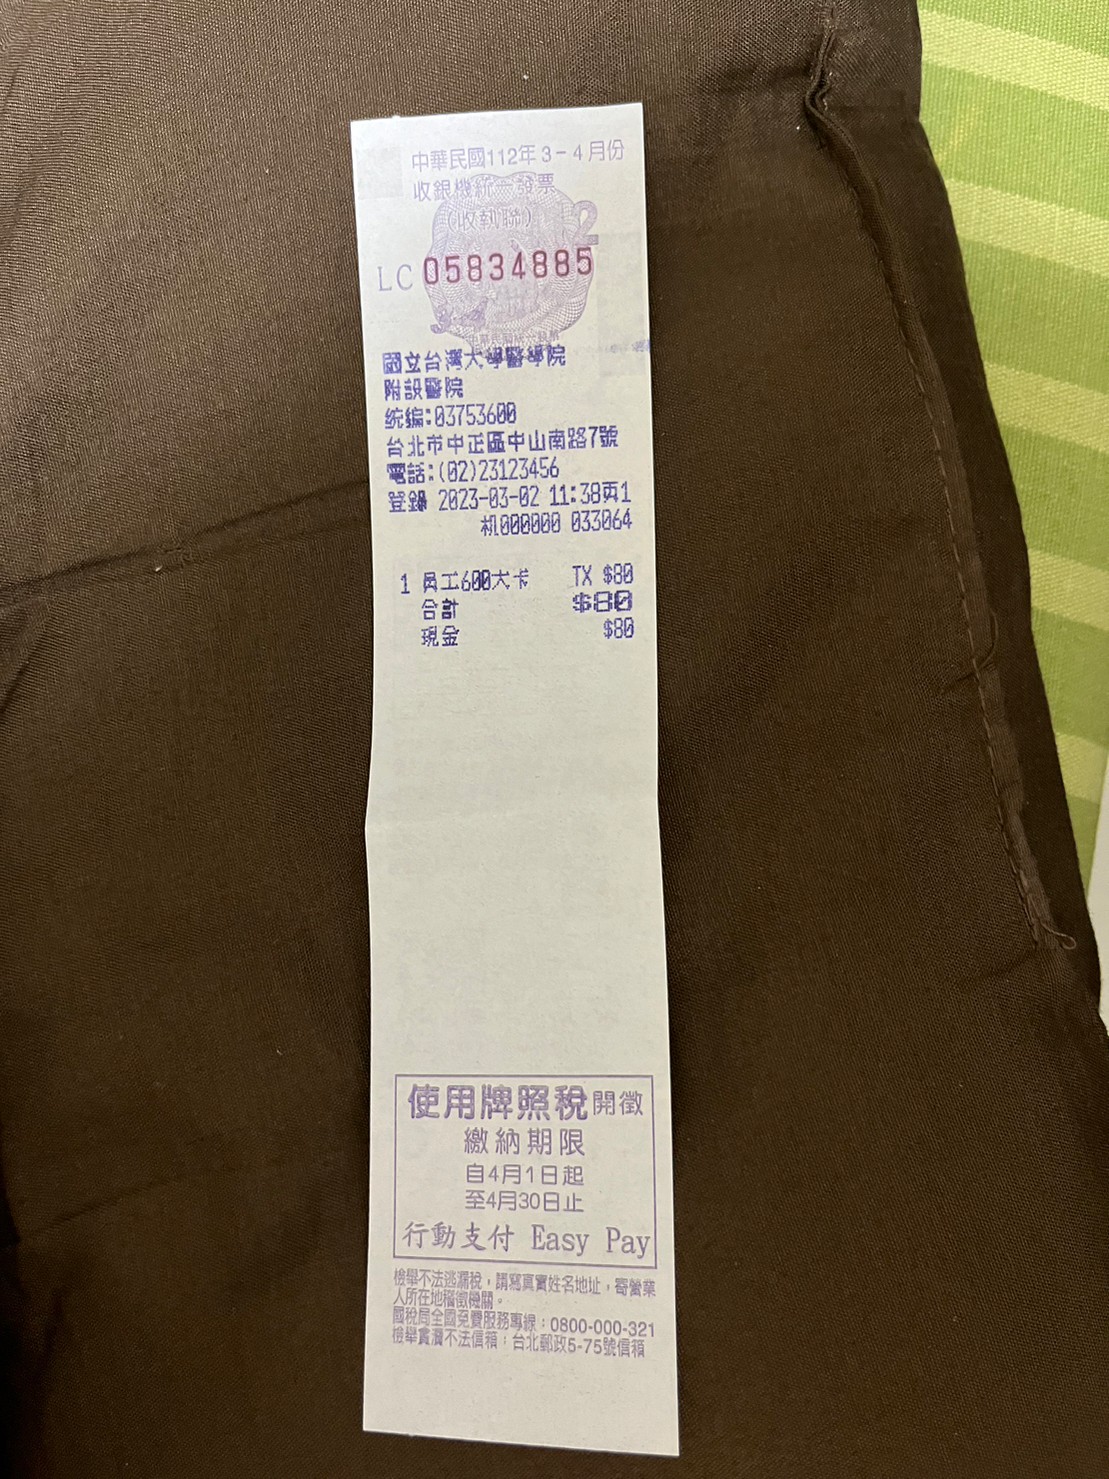 中華民國112年3-4月份
收銀機統一發票
(收執聯)
2
LC 05834885
國立台灣大學醫學院
附設醫院
統編:03753600
台北市中正區中山南路7號
電話:(02)23123456
登錄 2023-03-02 11:38頁1
机000000 033064
1 員工600大卡 TX $80
合計 $80
現金 $80
使用牌照稅開徵
繳納期限
自4月1日起
至4月30日止
行動支付 Easy Pay
檢舉不法逃漏稅，請寫真實姓名地址，寄營業
人所在地稽徵機關。
國稅局全國免費服務專線：0800-000-321
檢舉貪瀆不法信箱：台北郵政5-75號信箱